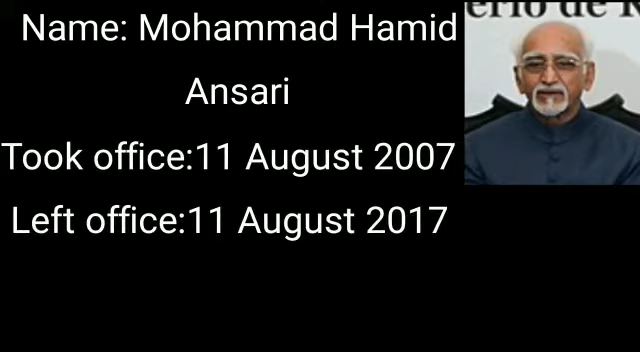 Name: Mohammad Hamid
Ansari
Took office:11 August 2007
Left office:11 August 2017